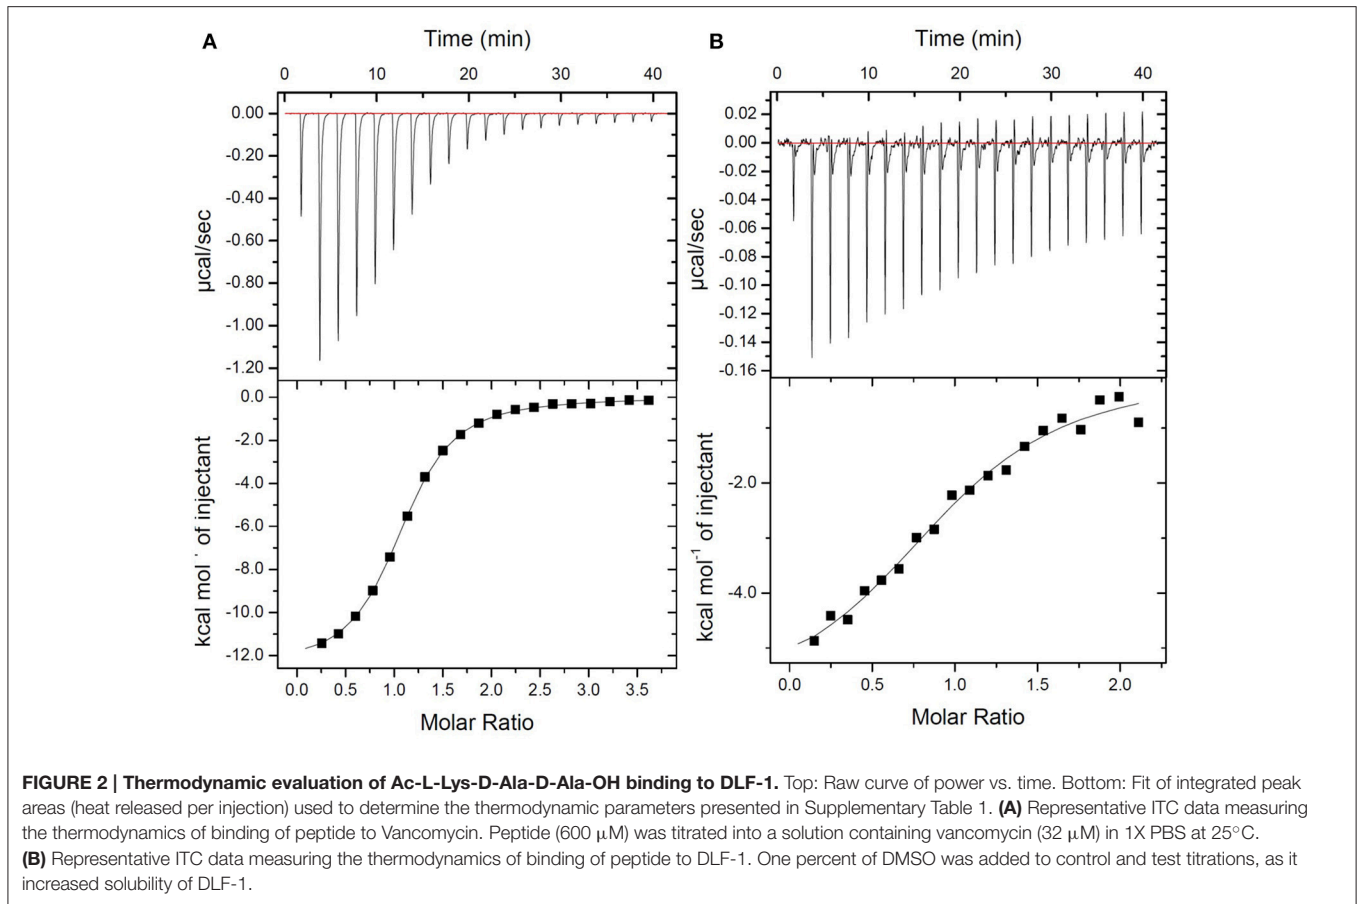 A
Time (min)
0 10 20 30 40
0.00
-0.20
-0.40
-0.60
-0.80
-1.00
-1.20
µcal/sec
0.0
-2.0
-4.0
-6.0
-8.0
-10.0
-12.0
kcal mol⁻ of injectant
0.0 0.5 1.0 1.5 2.0 2.5 3.0 3.5
Molar Ratio
B
Time (min)
0 10 20 30 40
0.02
0.00
-0.02
-0.04
-0.06
-0.08
-0.10
-0.12
-0.14
-0.16
µcal/sec
-2.0
-4.0
kcal mol⁻¹ of injectant
0.0 0.5 1.0 1.5 2.0
Molar Ratio
FIGURE 2 | Thermodynamic evaluation of Ac-L-Lys-D-Ala-D-Ala-OH binding to DLF-1. Top: Raw curve of power vs. time. Bottom: Fit of integrated peak
areas (heat released per injection) used to determine the thermodynamic parameters presented in Supplementary Table 1. (A) Representative ITC data measuring
the thermodynamics of binding of peptide to Vancomycin. Peptide (600 µM) was titrated into a solution containing vancomycin (32 µM) in 1X PBS at 25°C.
(B) Representative ITC data measuring the thermodynamics of binding of peptide to DLF-1. One percent of DMSO was added to control and test titrations, as it
increased solubility of DLF-1.